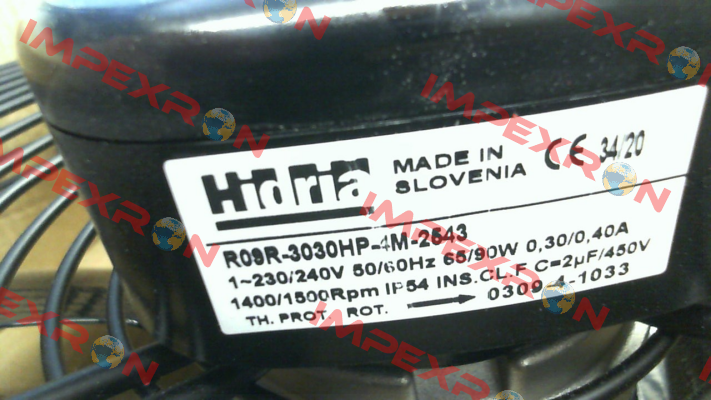 Hidria
MADE IN
SLOVENIA
CE 34/20
R09R-3030HP-4M-2643
1~230/240V 50/60Hz 65/90W 0,30/0,40A
1400/1500Rpm IP54 INS.CL.F C=2µF/450V
TH. PROT. ROT. 0309-4-1033
IMPEXRON
IMPEXRON
IMPEXRON
IMPEXRON
IMPEXRON